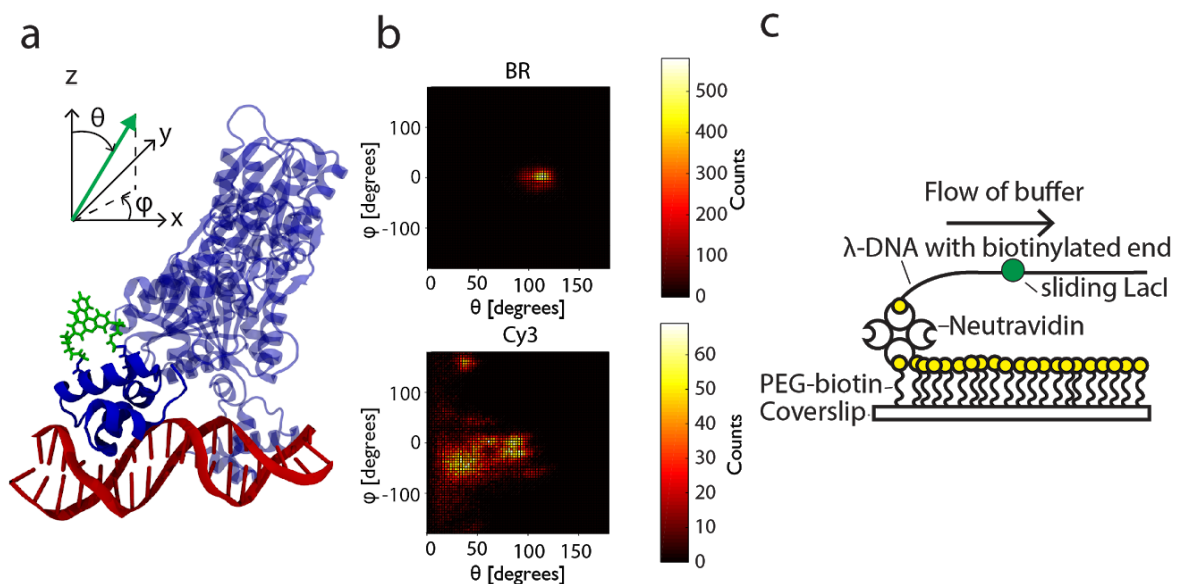 a
z
θ
y
φ
x
b
BR
100
0
-100
φ [degrees]
0 50 100 150
θ [degrees]
500
400
300
200
100
0
Counts
Cy3
100
0
-100
φ [degrees]
0 50 100 150
θ [degrees]
60
50
40
30
20
10
0
Counts
c
Flow of buffer
λ-DNA with biotinylated end
sliding LacI
Neutravidin
PEG-biotin
Coverslip